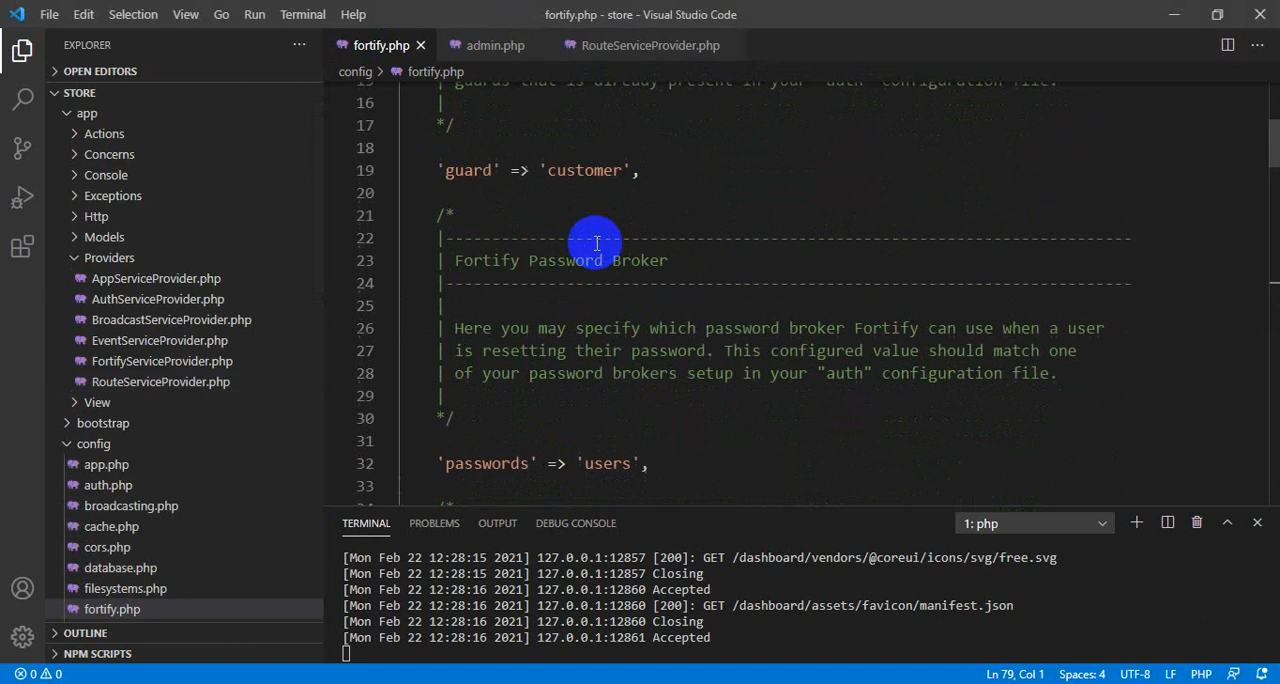 File Edit Selection View Go Run Terminal Help fortify.php - store - Visual Studio Code
EXPLORER
OPEN EDITORS
STORE
app
Actions
Concerns
Console
Exceptions
Http
Models
Providers
AppServiceProvider.php
AuthServiceProvider.php
BroadcastServiceProvider.php
EventServiceProvider.php
FortifyServiceProvider.php
RouteServiceProvider.php
View
bootstrap
config
app.php
auth.php
broadcasting.php
cache.php
cors.php
database.php
filesystems.php
fortify.php
OUTLINE
NPM SCRIPTS
fortify.php admin.php RouteServiceProvider.php
config > fortify.php
15 | guards that is already present in your "auth" configuration file.
16 |
17 */
18
19 'guard' => 'customer',
20
21 /*
22 |--------------------------------------------------------------------------
23 | Fortify Password Broker
24 |--------------------------------------------------------------------------
25 |
26 | Here you may specify which password broker Fortify can use when a user
27 | is resetting their password. This configured value should match one
28 | of your password brokers setup in your "auth" configuration file.
29 |
30 */
31
32 'passwords' => 'users',
33
34 /*
TERMINAL PROBLEMS OUTPUT DEBUG CONSOLE 1: php
[Mon Feb 22 12:28:15 2021] 127.0.0.1:12857 [200]: GET /dashboard/vendors/@coreui/icons/svg/free.svg
[Mon Feb 22 12:28:15 2021] 127.0.0.1:12857 Closing
[Mon Feb 22 12:28:16 2021] 127.0.0.1:12860 Accepted
[Mon Feb 22 12:28:16 2021] 127.0.0.1:12860 [200]: GET /dashboard/assets/favicon/manifest.json
[Mon Feb 22 12:28:16 2021] 127.0.0.1:12860 Closing
[Mon Feb 22 12:28:16 2021] 127.0.0.1:12861 Accepted
0 0 Ln 79, Col 1 Spaces: 4 UTF-8 LF PHP